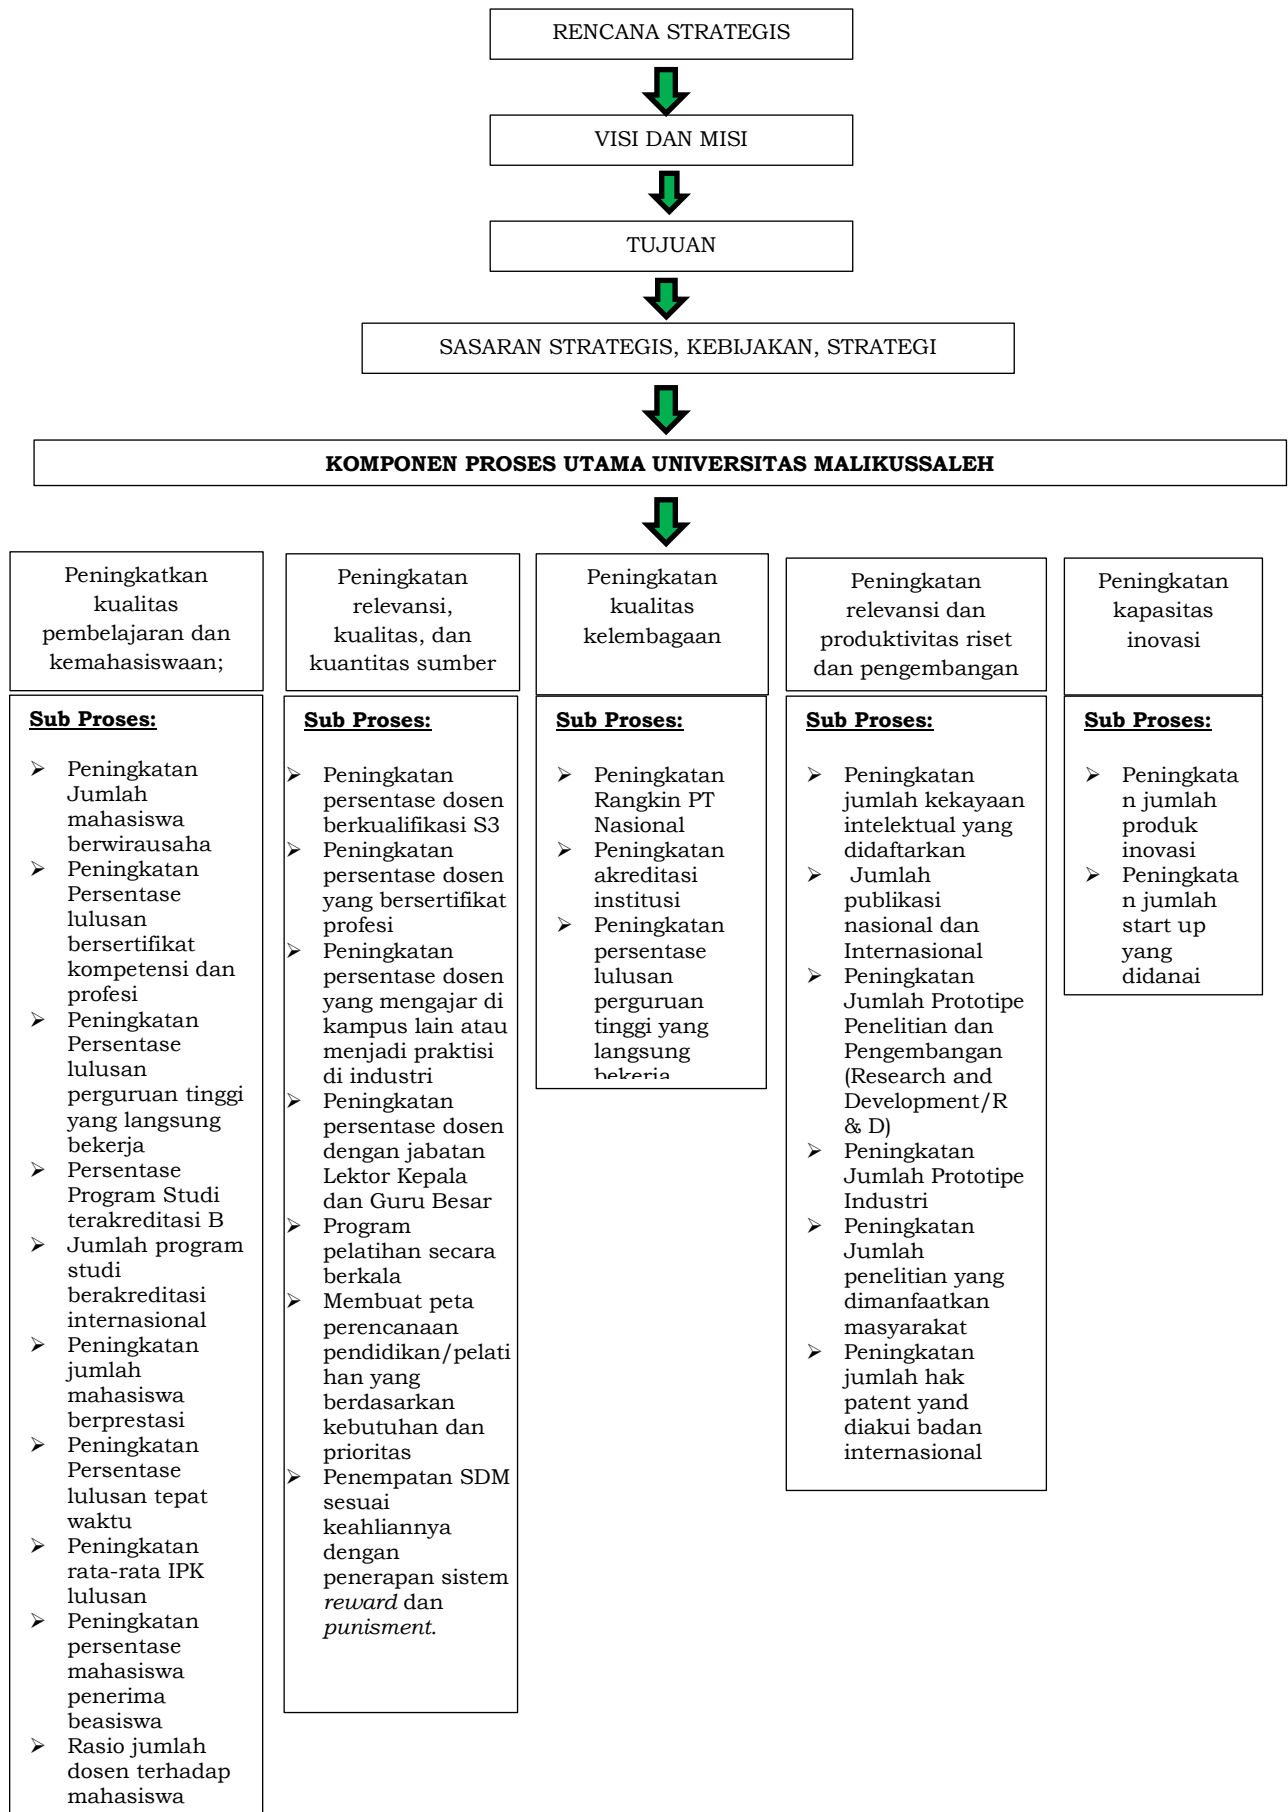 RENCANA STRATEGIS
VISI DAN MISI
TUJUAN
SASARAN STRATEGIS, KEBIJAKAN, STRATEGI
KOMPONEN PROSES UTAMA UNIVERSITAS MALIKUSSALEH
Peningkatkan
kualitas
pembelajaran dan
kemahasiswaan;
Sub Proses:
➢ Peningkatan
Jumlah
mahasiswa
berwirausaha
➢ Peningkatan
Persentase
lulusan
bersertifikat
kompetensi dan
profesi
➢ Peningkatan
Persentase
lulusan
perguruan tinggi
yang langsung
bekerja
➢ Persentase
Program Studi
terakreditasi B
➢ Jumlah program
studi
berakreditasi
internasional
➢ Peningkatan
jumlah
mahasiswa
berprestasi
➢ Peningkatan
Persentase
lulusan tepat
waktu
➢ Peningkatan
rata-rata IPK
lulusan
➢ Peningkatan
persentase
mahasiswa
penerima
beasiswa
➢ Rasio jumlah
dosen terhadap
mahasiswa
Peningkatan
relevansi,
kualitas, dan
kuantitas sumber
Sub Proses:
➢ Peningkatan
persentase dosen
berkualifikasi S3
➢ Peningkatan
persentase dosen
yang bersertifikat
profesi
➢ Peningkatan
persentase dosen
yang mengajar di
kampus lain atau
menjadi praktisi
di industri
➢ Peningkatan
persentase dosen
dengan jabatan
Lektor Kepala
dan Guru Besar
➢ Program
pelatihan secara
berkala
➢ Membuat peta
perencanaan
pendidikan/pelati
han yang
berdasarkan
kebutuhan dan
prioritas
➢ Penempatan SDM
sesuai
keahliannya
dengan
penerapan sistem
reward dan
punisment.
Peningkatan
kualitas
kelembagaan
Sub Proses:
➢ Peningkatan
Rangkin PT
Nasional
➢ Peningkatan
akreditasi
institusi
➢ Peningkatan
persentase
lulusan
perguruan
tinggi yang
langsung
bekerja
Peningkatan
relevansi dan
produktivitas riset
dan pengembangan
Sub Proses:
➢ Peningkatan
jumlah kekayaan
intelektual yang
didaftarkan
➢ Jumlah
publikasi
nasional dan
Internasional
➢ Peningkatan
Jumlah Prototipe
Penelitian dan
Pengembangan
(Research and
Development/R
& D)
➢ Peningkatan
Jumlah Prototipe
Industri
➢ Peningkatan
Jumlah
penelitian yang
dimanfaatkan
masyarakat
➢ Peningkatan
jumlah hak
patent yand
diakui badan
internasional
Peningkatan
kapasitas
inovasi
Sub Proses:
➢ Peningkata
n jumlah
produk
inovasi
➢ Peningkata
n jumlah
start up
yang
didanai